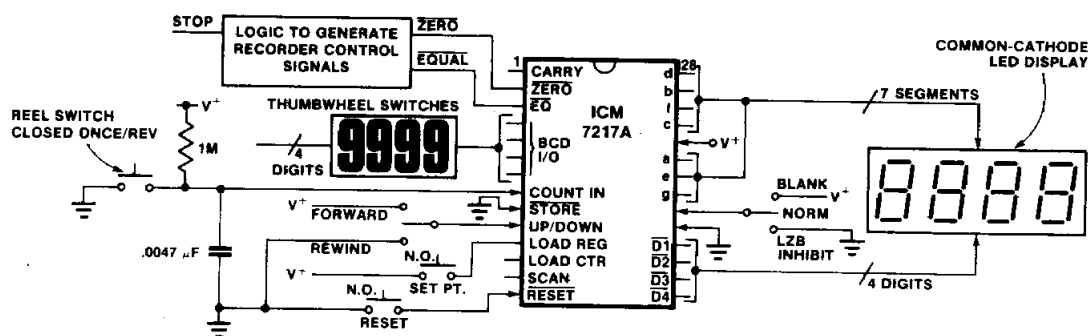 STOP
LOGIC TO GENERATE
RECORDER CONTROL
SIGNALS
ZERO
EQUAL
V+
REEL SWITCH
CLOSED ONCE/REV
1M
THUMBWHEEL SWITCHES
4
DIGITS
9999
.0047 µF
V+
FORWARD
REWIND
N.O.
V+
SET PT.
N.O.
RESET
1
28
CARRY
ZERO
EQ
BCD
I/O
COUNT IN
STORE
UP/DOWN
LOAD REG
LOAD CTR
SCAN
RESET
ICM
7217A
d
b
f
c
V+
a
e
g
D1
D2
D3
D4
BLANK
V+
NORM
LZB
INHIBIT
7 SEGMENTS
4 DIGITS
COMMON-CATHODE
LED DISPLAY
8888